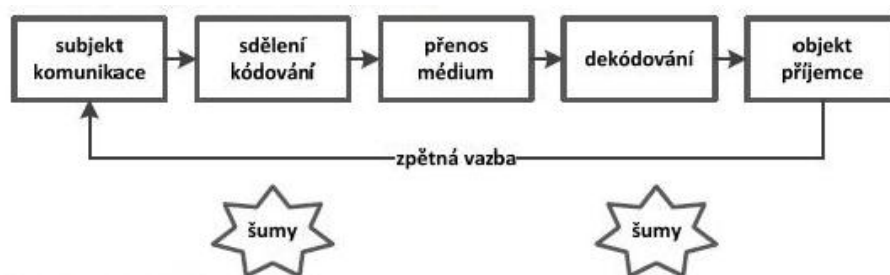 subjekt
komunikace
sdělení
kódování
přenos
médium
dekódování
objekt
příjemce
zpětná vazba
šumy
šumy